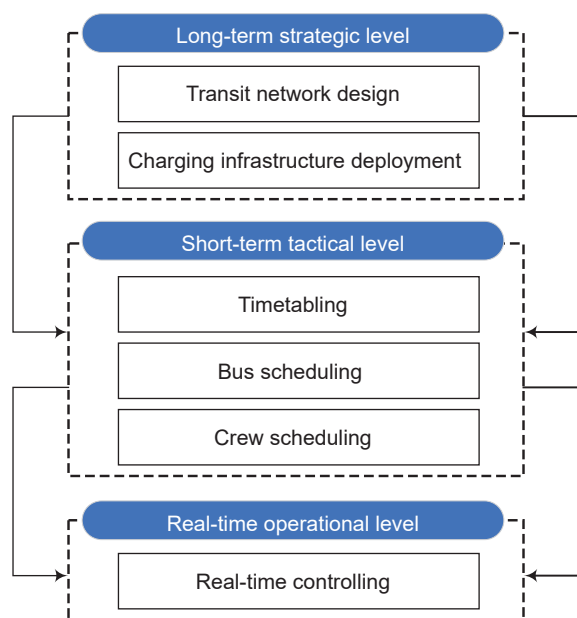 Long-term strategic level
Transit network design
Charging infrastructure deployment
Short-term tactical level
Timetabling
Bus scheduling
Crew scheduling
Real-time operational level
Real-time controlling